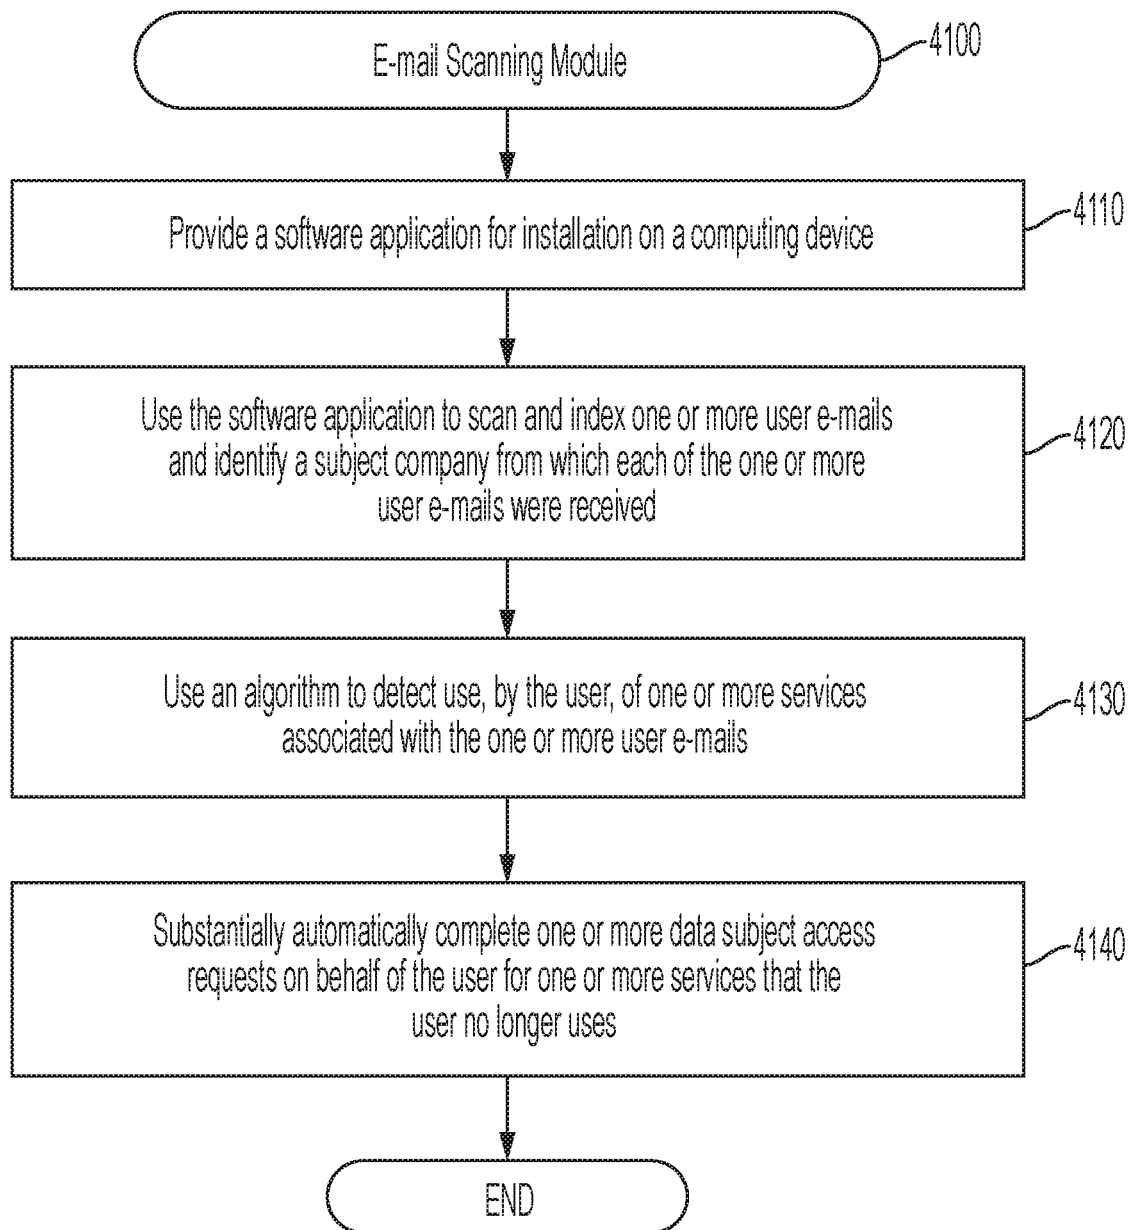 E-mail Scanning Module
4100
Provide a software application for installation on a computing device
4110
Use the software application to scan and index one or more user e-mails
and identify a subject company from which each of the one or more
user e-mails were received
4120
Use an algorithm to detect use, by the user, of one or more services
associated with the one or more user e-mails
4130
Substantially automatically complete one or more data subject access
requests on behalf of the user for one or more services that the
user no longer uses
4140
END